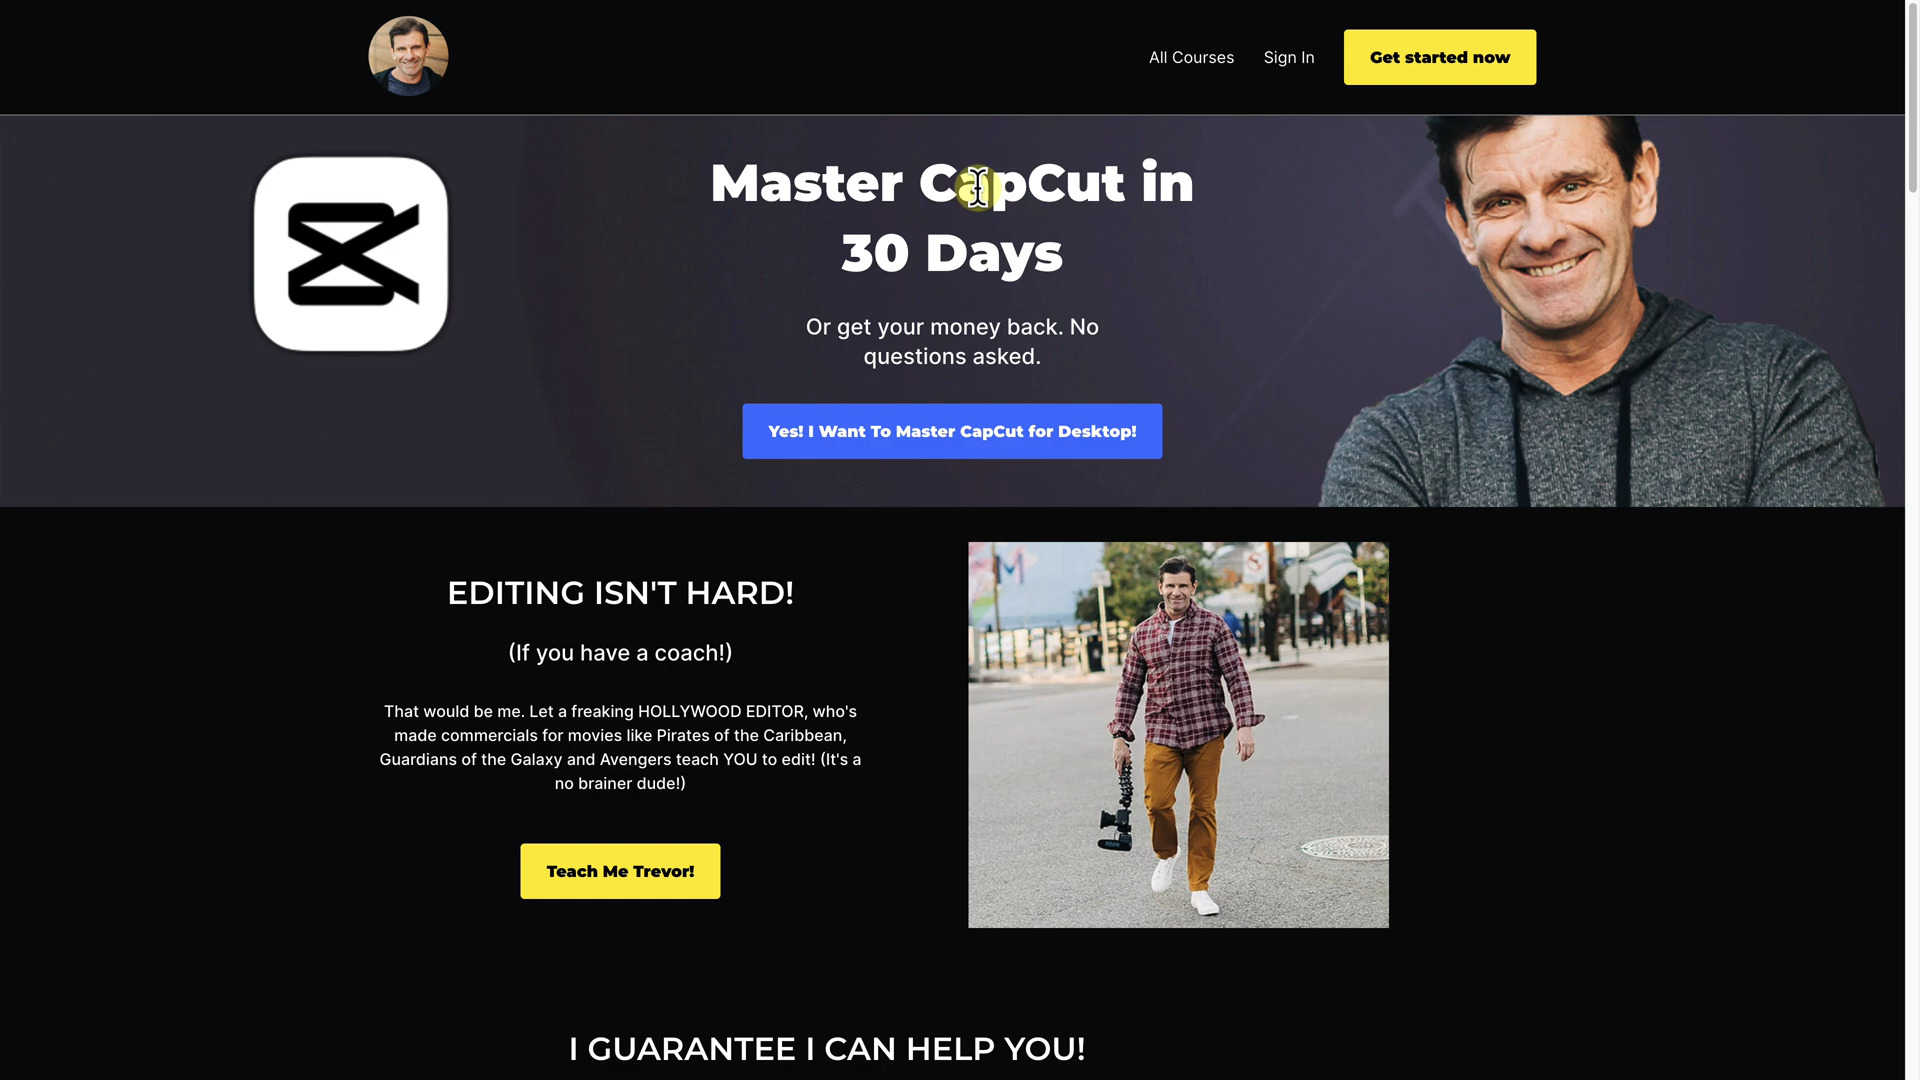 All Courses
Sign In
Get started now
Master CapCut in
30 Days
Or get your money back. No
questions asked.
Yes! I Want To Master CapCut for Desktop!
EDITING ISN'T HARD!
(If you have a coach!)
That would be me. Let a freaking HOLLYWOOD EDITOR, who's
made commercials for movies like Pirates of the Caribbean,
Guardians of the Galaxy and Avengers teach YOU to edit! (It's a
no brainer dude!)
Teach Me Trevor!
I GUARANTEE I CAN HELP YOU!